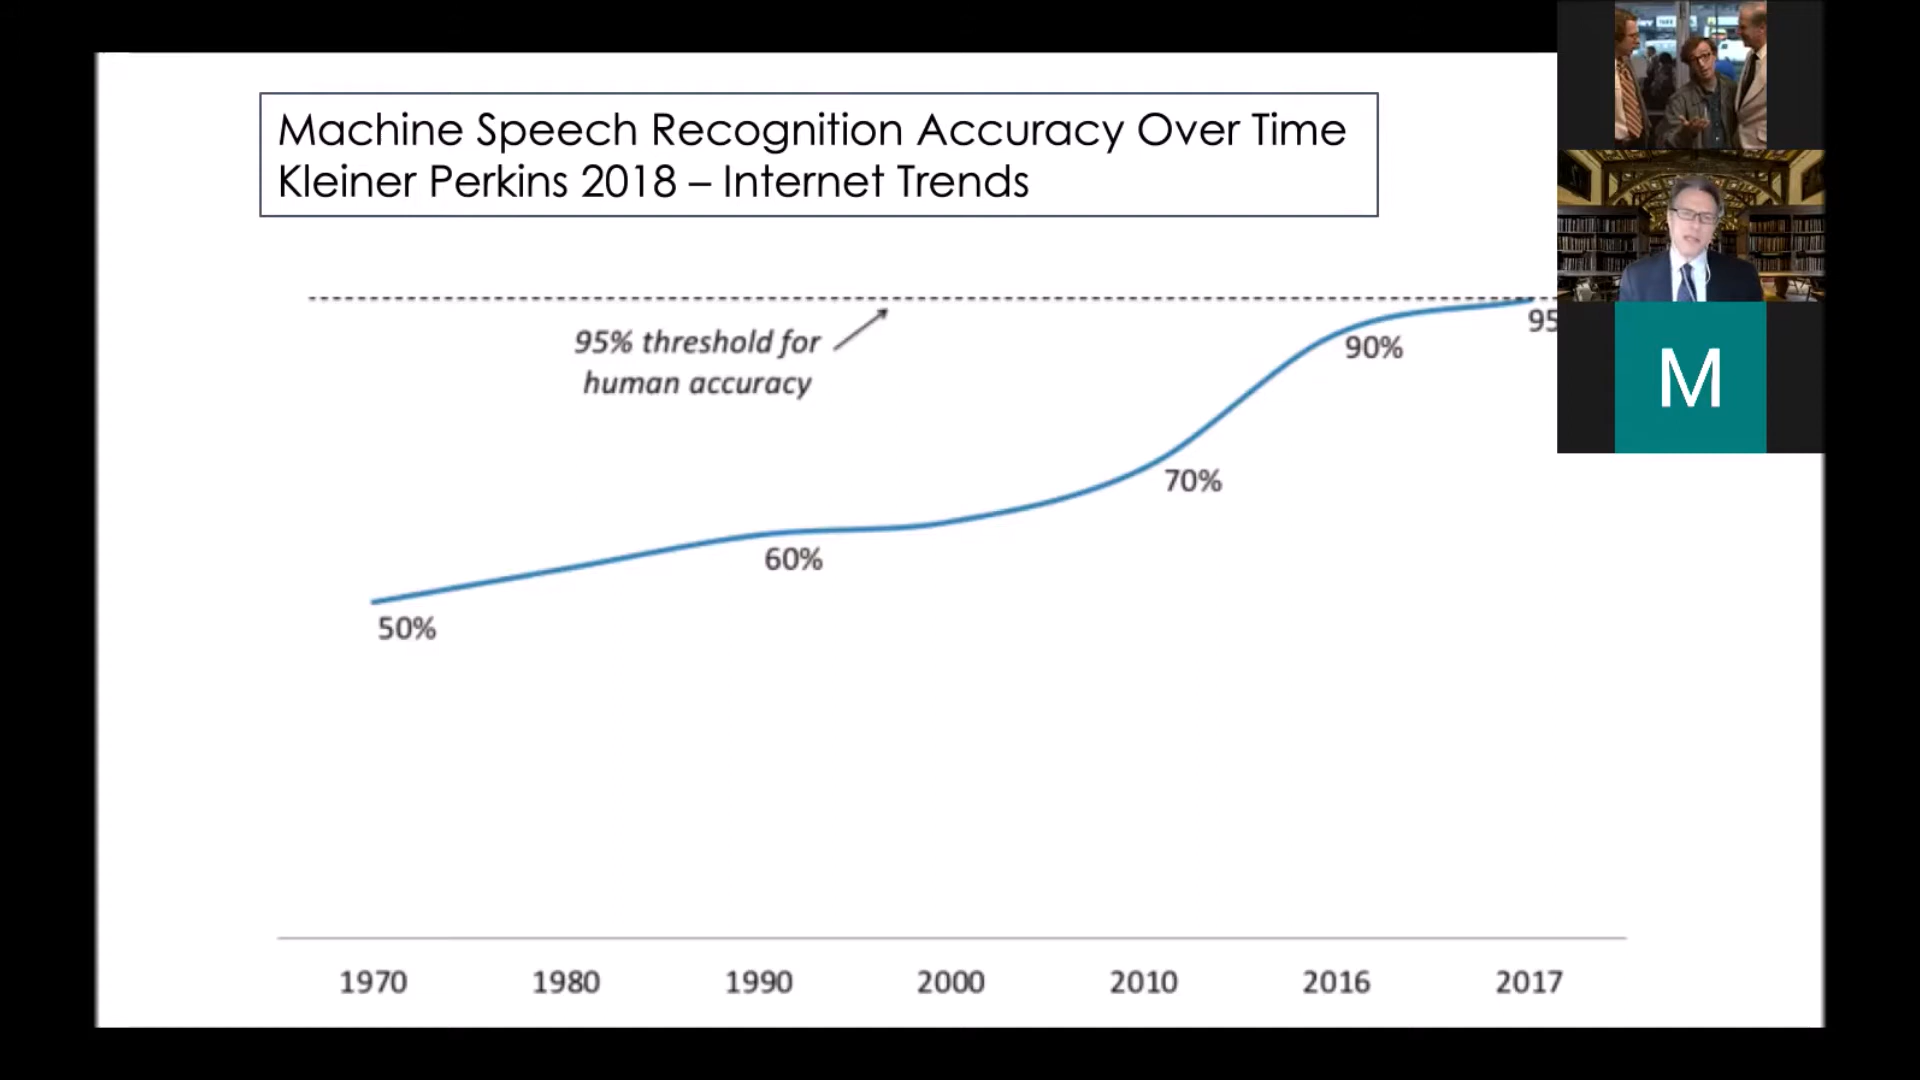 Machine Speech Recognition Accuracy Over Time
Kleiner Perkins 2018 – Internet Trends
95% threshold for
human accuracy
95
90%
70%
60%
50%
M
1970 1980 1990 2000 2010 2016 2017